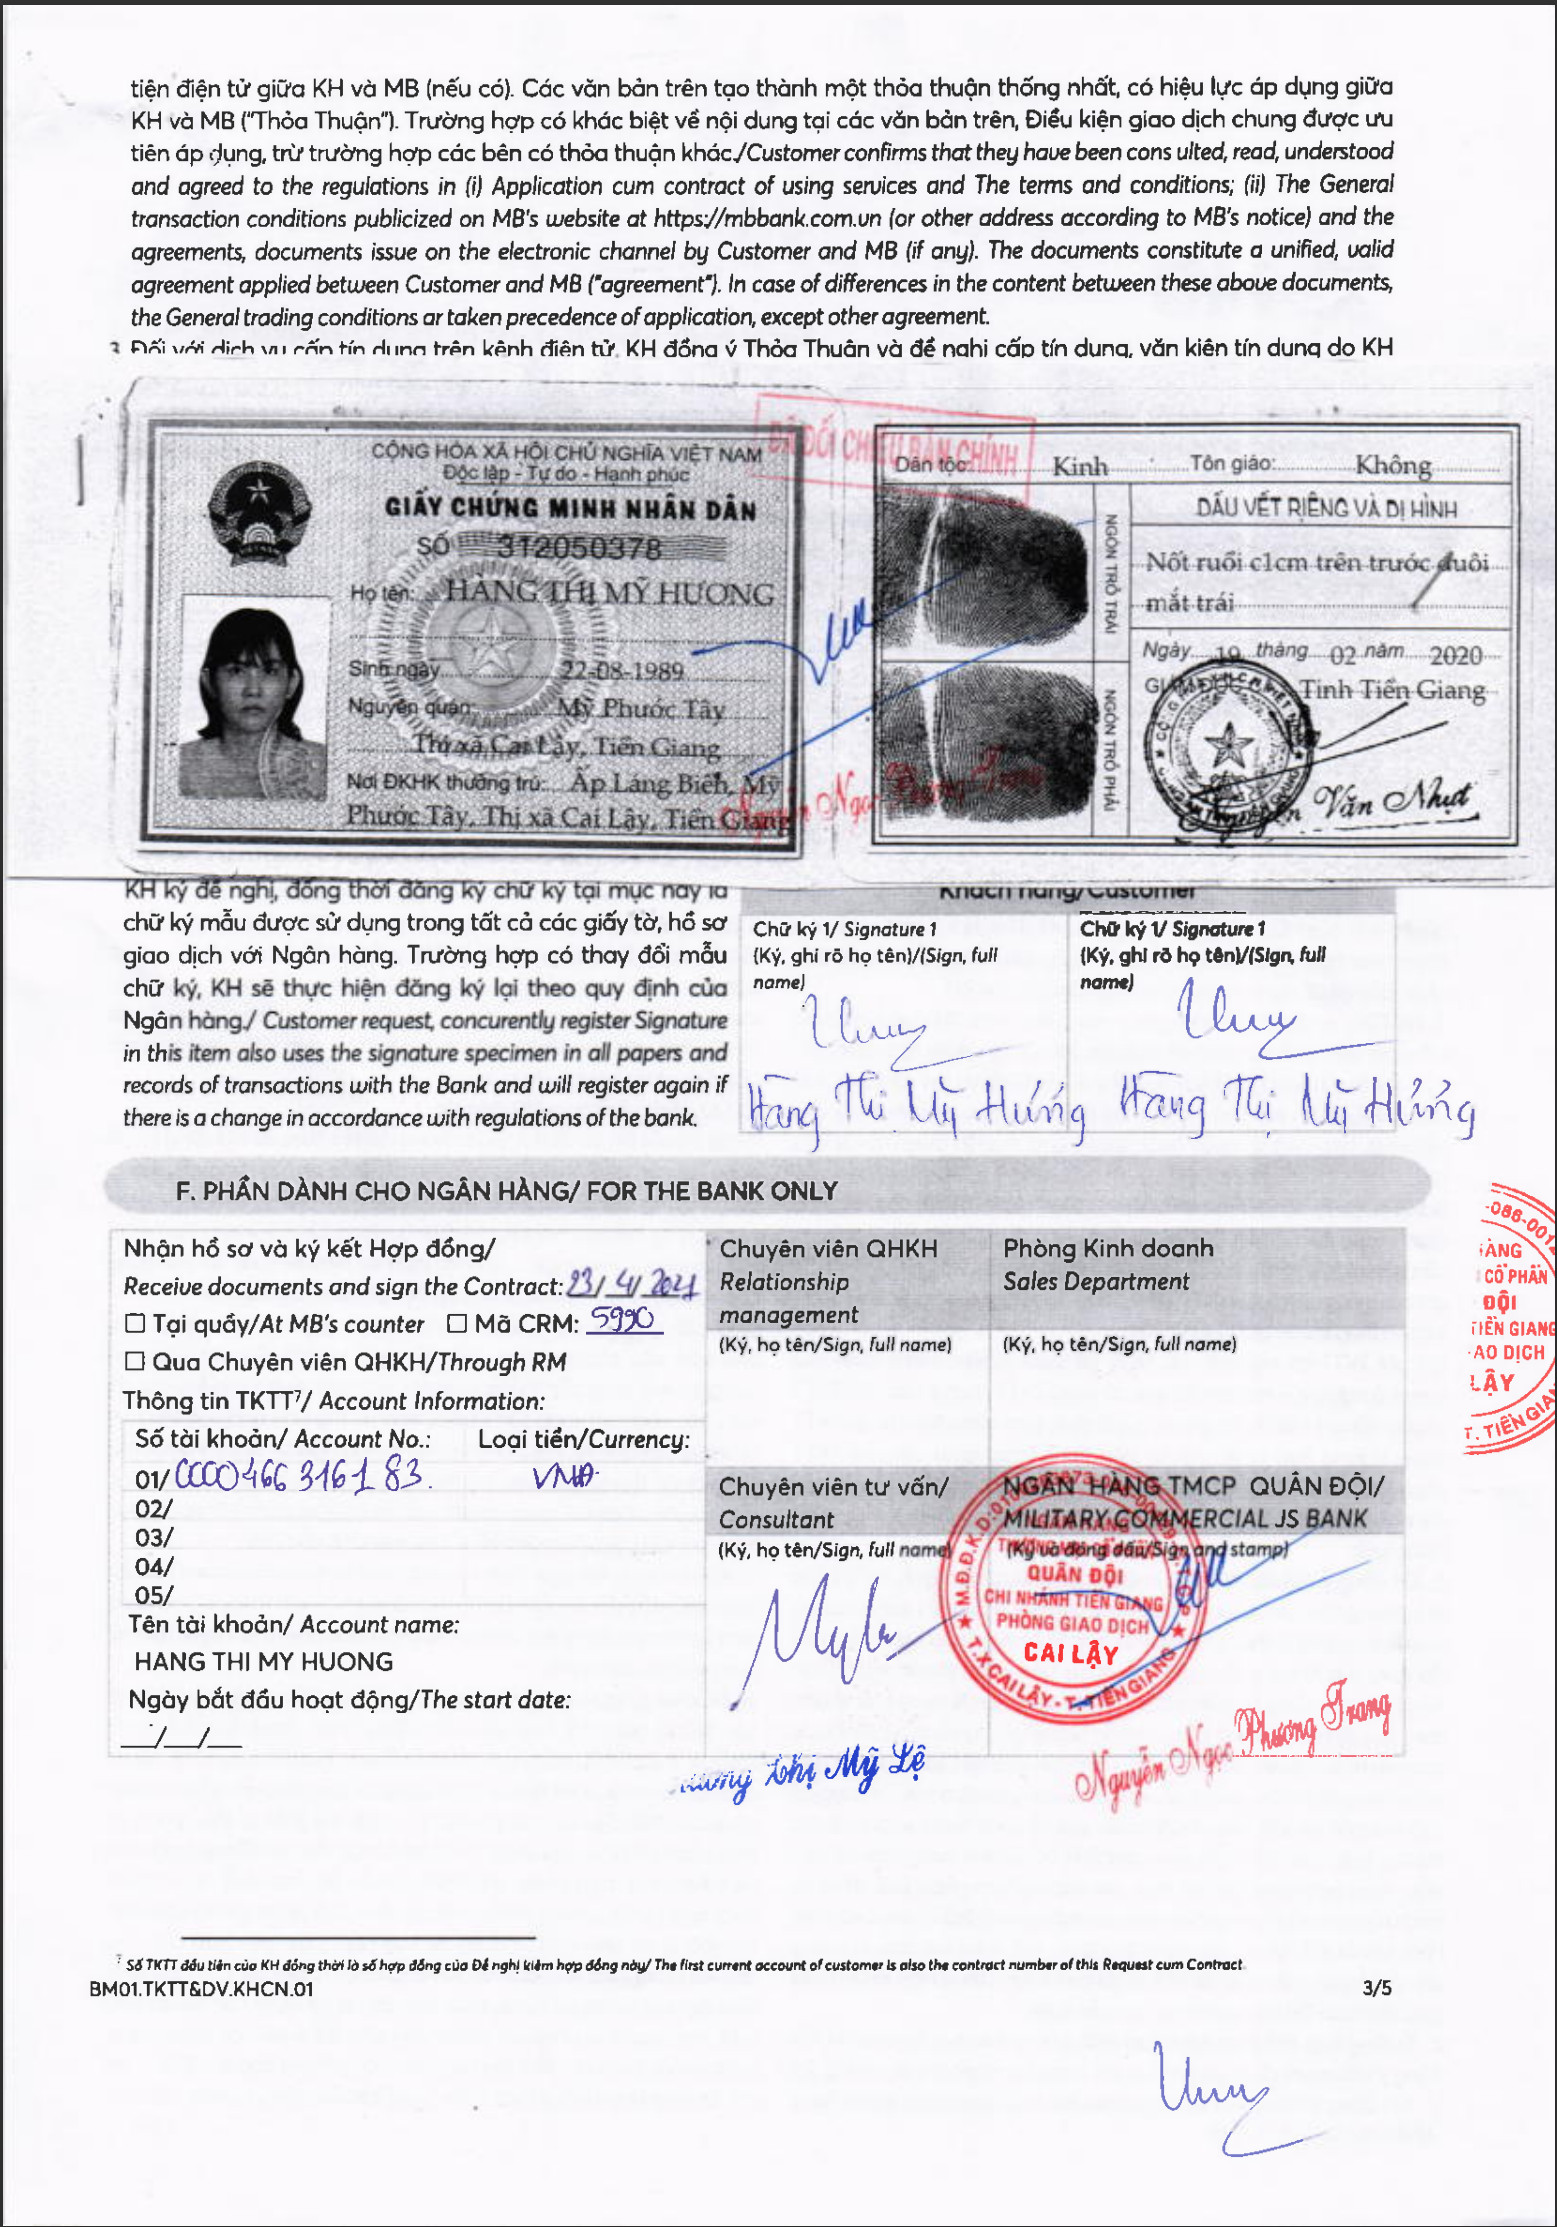 tiện điện tử giữa KH và MB (nếu có). Các văn bản trên tạo thành một thỏa thuận thống nhất, có hiệu lực áp dụng giữa
KH và MB ("Thỏa Thuận"). Trường hợp có khác biệt về nội dung tại các văn bản trên, Điều kiện giao dịch chung được ưu
tiên áp dụng, trừ trường hợp các bên có thỏa thuận khác./Customer confirms that they have been cons ulted, read, understood
and agreed to the regulations in (i) Application cum contract of using services and The terms and conditions; (ii) The General
transaction conditions publicized on MB's website at https://mbbank.com.vn (or other address according to MB's notice) and the
agreements, documents issue on the electronic channel by Customer and MB (if any). The documents constitute a unified, valid
agreement applied between Customer and MB ("agreement"). In case of differences in the content between these above documents,
the General trading conditions ar taken precedence of application, except other agreement.
3 Đối với dịch vụ cấp tín dụng trên kênh điện tử, KH đồng ý Thỏa Thuận và đề nghị cấp tín dụng, văn kiện tín dụng do KH
CỘNG HÒA XÃ HỘI CHỦ NGHĨA VIỆT NAM
Độc lập - Tự do - Hạnh phúc
GIẤY CHỨNG MINH NHÂN DÂN
SỐ 312050378
Họ tên: HÀNG THỊ MỸ HƯƠNG
Sinh ngày 22-08-1989
Nguyên quán: Mỹ Phước Tây
Thị xã Cai Lậy, Tiền Giang
Nơi ĐKHK thường trú: Ấp Láng Biển, Mỹ
Phước Tây, Thị xã Cai Lậy, Tiền Giang
ĐÃ ĐỐI CHIẾU BẢN CHÍNH
Dân tộc: Kinh Tôn giáo: Không
DẤU VẾT RIÊNG VÀ DỊ HÌNH
Nốt ruồi c1cm trên trước đuôi
mắt trái
Ngày 19 tháng 02 năm 2020
GIÁM ĐỐC Tỉnh Tiền Giang
NGÓN TRỎ TRÁI
NGÓN TRỎ PHẢI
Nguyễn Văn Nhựt
Nguyễn Ngọc Phương Trang
KH ký đề nghị, đồng thời đăng ký chữ ký tại mục này là
chữ ký mẫu được sử dụng trong tất cả các giấy tờ, hồ sơ
giao dịch với Ngân hàng. Trường hợp có thay đổi mẫu
chữ ký, KH sẽ thực hiện đăng ký lại theo quy định của
Ngân hàng./ Customer request, concurently register Signature
in this item also uses the signature specimen in all papers and
records of transactions with the Bank and will register again if
there is a change in accordance with regulations of the bank.
Khách hàng/Customer
Chữ ký 1/ Signature 1
(Ký, ghi rõ họ tên)/(Sign, full
name)
Hàng Thị Mỹ Hương
Chữ ký 1/ Signature 1
(Ký, ghi rõ họ tên)/(Sign, full
name)
Hàng Thị Mỹ Hương
F. PHẦN DÀNH CHO NGÂN HÀNG/ FOR THE BANK ONLY
Nhận hồ sơ và ký kết Hợp đồng/
Receive documents and sign the Contract: 23/ 4/ 2021
☐ Tại quầy/At MB's counter ☐ Mã CRM: 5990
☐ Qua Chuyên viên QHKH/Through RM
Thông tin TKTT⁷/ Account Information:
Số tài khoản/ Account No.: Loại tiền/Currency:
01/ 0000466316183. VNĐ
02/
03/
04/
05/
Tên tài khoản/ Account name:
HANG THI MY HUONG
Ngày bắt đầu hoạt động/The start date:
__/__/__
Chuyên viên QHKH
Relationship
management
(Ký, họ tên/Sign, full name)
Phòng Kinh doanh
Sales Department
(Ký, họ tên/Sign, full name)
Chuyên viên tư vấn/
Consultant
(Ký, họ tên/Sign, full name)
Thị Mỹ Lệ
NGÂN HÀNG TMCP QUÂN ĐỘI/
MILITARY COMMERCIAL JS BANK
(Ký và đóng dấu/Sign and stamp)
QUÂN ĐỘI
CHI NHÁNH TIỀN GIANG
PHÒNG GIAO DỊCH
CAI LẬY
T.X CAI LẬY - T. TIỀN GIANG
Nguyễn Ngọc Phương Trang
-086-001
HÀNG
CỔ PHẦN
ĐỘI
TIỀN GIANG
AO DỊCH
LẬY
T. TIỀN GIANG
⁷ Số TKTT đầu tiên của KH đồng thời là số hợp đồng của Đề nghị kiêm hợp đồng này/ The first current account of customer is also the contract number of this Request cum Contract
BM01.TKTT&DV.KHCN.01
3/5